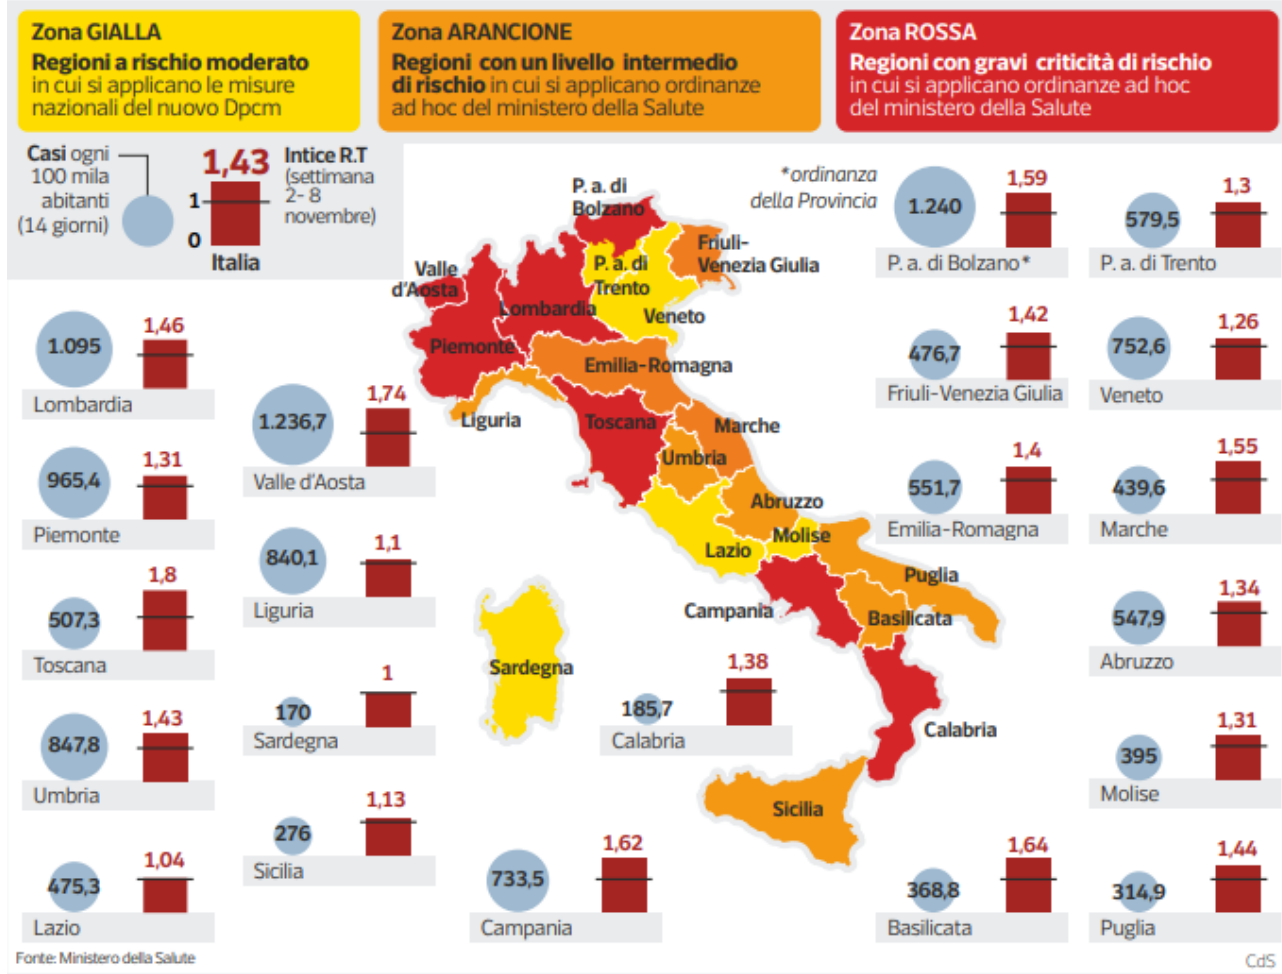 Zona GIALLA
Regioni a rischio moderato
in cui si applicano le misure
nazionali del nuovo Dpcm
Zona ARANCIONE
Regioni con un livello intermedio
di rischio in cui si applicano ordinanze
ad hoc del ministero della Salute
Zona ROSSA
Regioni con gravi criticità di rischio
in cui si applicano ordinanze ad hoc
del ministero della Salute
Casi ogni
100 mila
abitanti
(14 giorni)
1,43
1
0
Italia
Intice R.T
(settimana
2- 8
novembre)
*ordinanza
della Provincia
P. a. di
Bolzano
P. a. di
Trento
Friuli-
Venezia Giulia
Valle
d'Aosta
Lombardia
Veneto
Piemonte
Emilia-Romagna
Liguria
Toscana
Marche
Umbria
Abruzzo
Lazio
Molise
Puglia
Campania
Basilicata
Sardegna
Calabria
Sicilia
1.095
1,46
Lombardia
965,4
1,31
Piemonte
507,3
1,8
Toscana
847,8
1,43
Umbria
475,3
1,04
Lazio
1.236,7
1,74
Valle d'Aosta
840,1
1,1
Liguria
170
1
Sardegna
276
1,13
Sicilia
733,5
1,62
Campania
185,7
1,38
Calabria
1.240
1,59
P. a. di Bolzano*
579,5
1,3
P. a. di Trento
476,7
1,42
Friuli-Venezia Giulia
752,6
1,26
Veneto
551,7
1,4
Emilia-Romagna
439,6
1,55
Marche
547,9
1,34
Abruzzo
395
1,31
Molise
368,8
1,64
Basilicata
314,9
1,44
Puglia
Fonte: Ministero della Salute
CdS